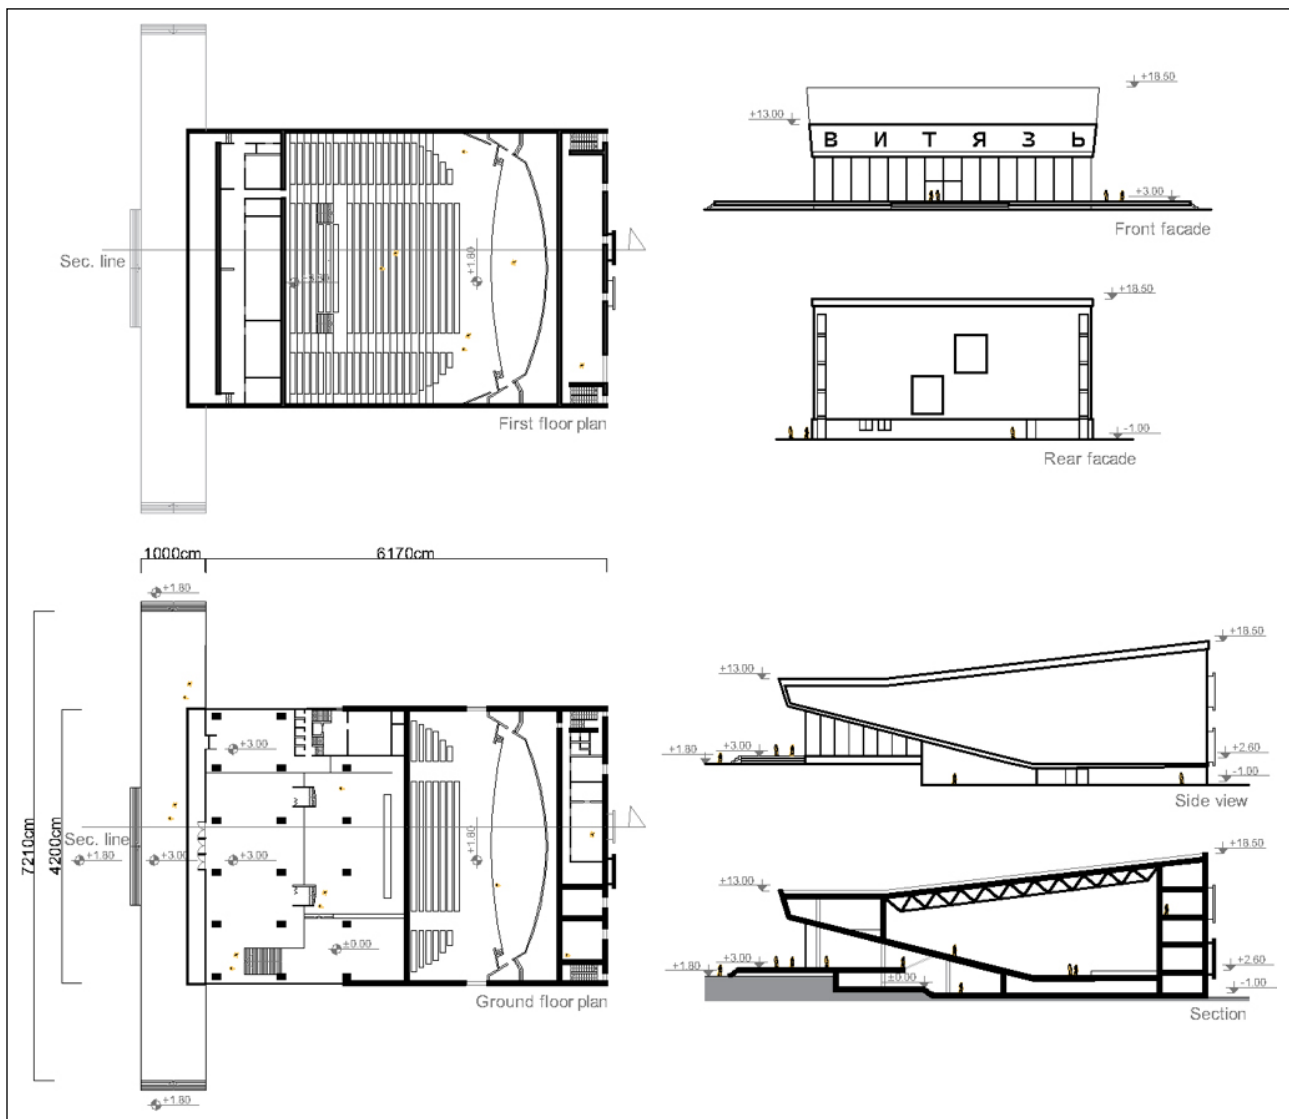 Sec. line
+1.80
First floor plan
+18.50
+13.00
ВИТЯЗЬ
+3.00
Front facade
+18.50
-1.00
Rear facade
1000cm
6170cm
+1.80
7210cm
4200cm
+3.00
Sec. line
+1.80
+3.00
+3.00
+1.80
±0.00
Ground floor plan
+1.80
+18.50
+13.00
+1.80
+3.00
+2.60
-1.00
Side view
+18.50
+13.00
+1.80
+3.00
±0.00
+2.60
-1.00
Section